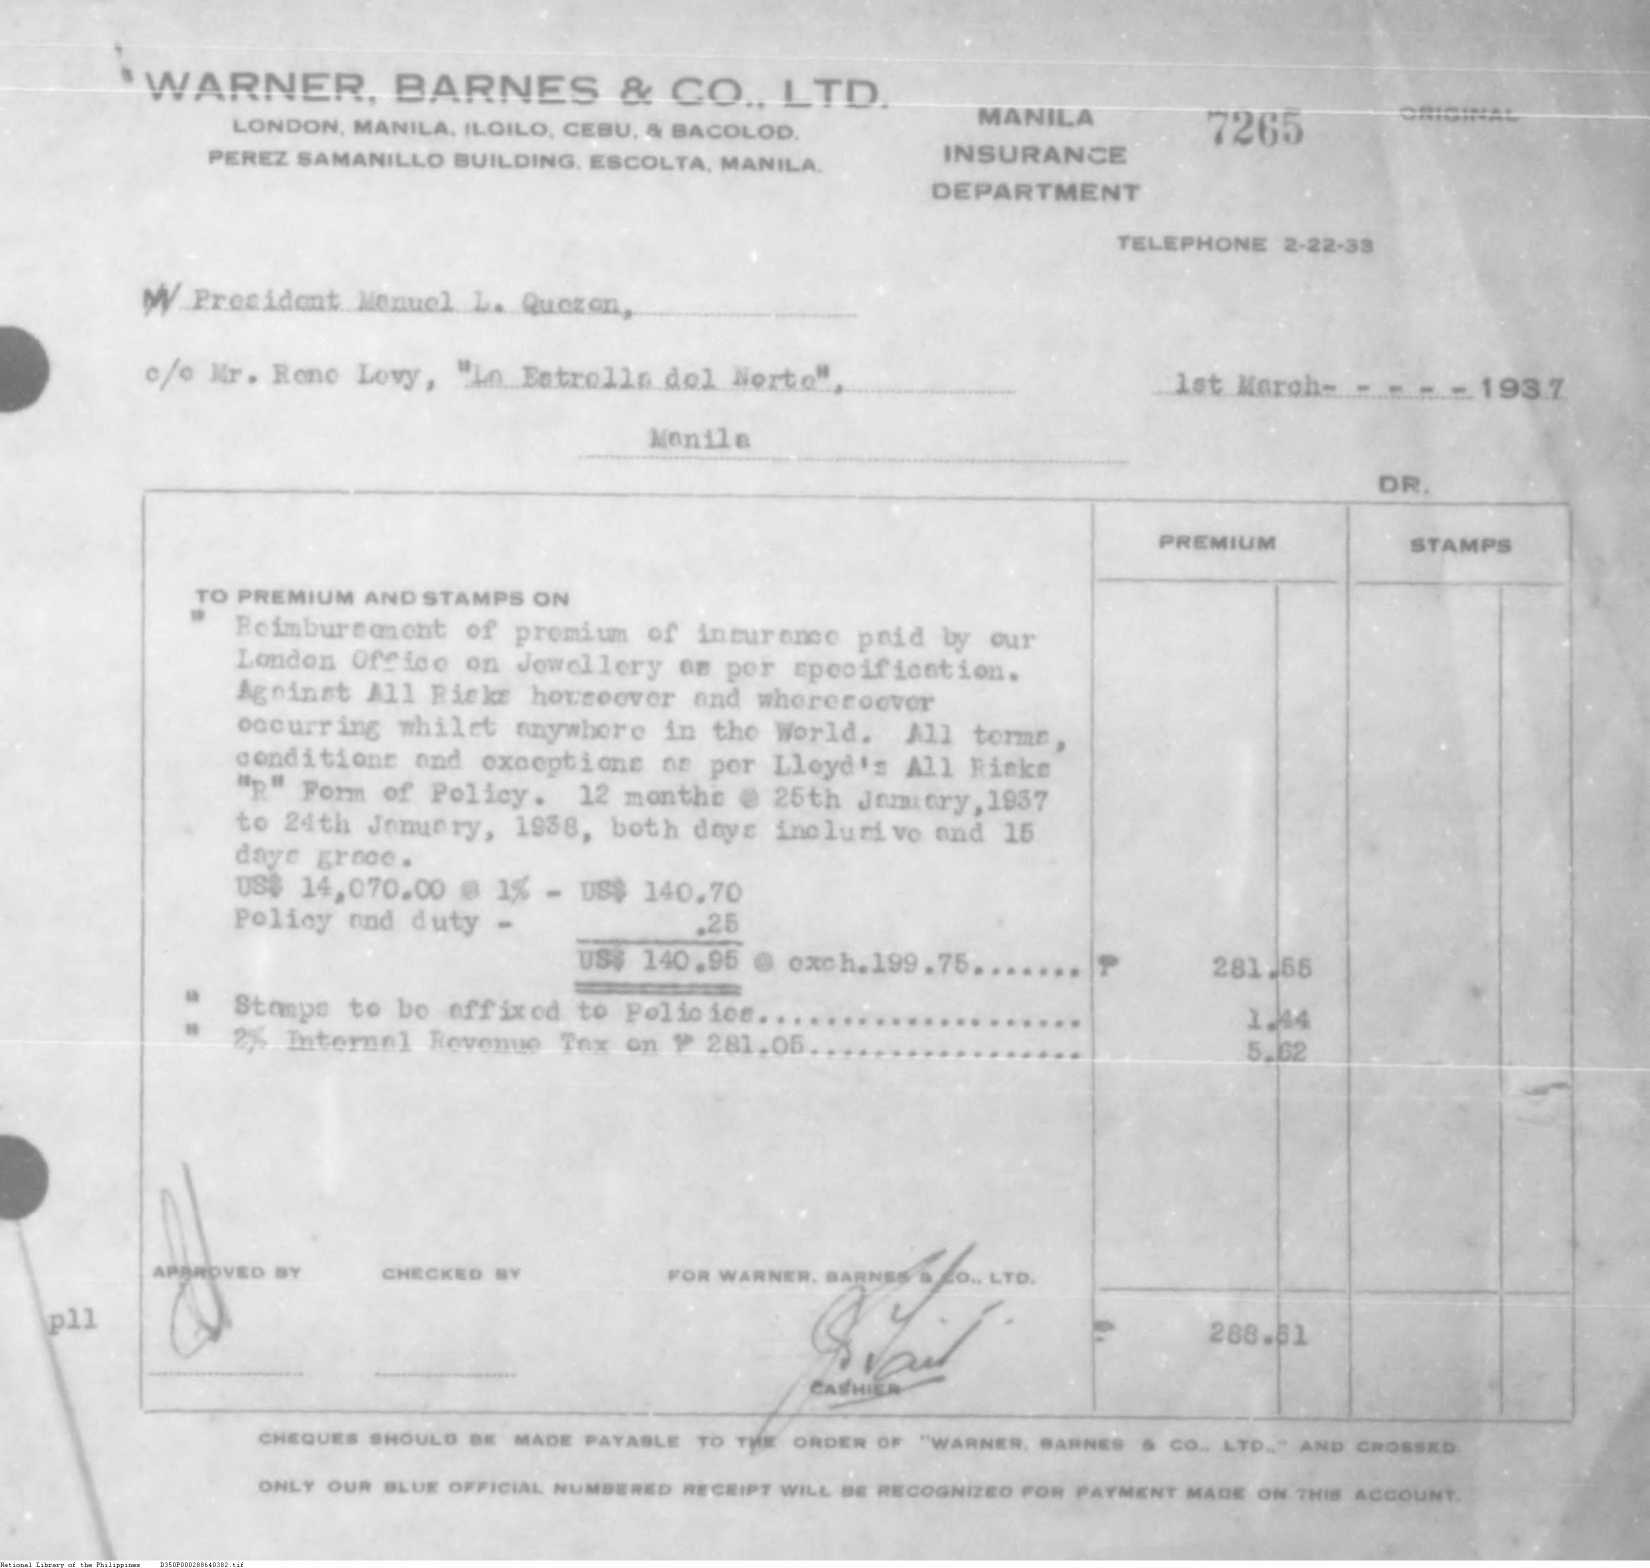 WARNER, BARNES & CO., LTD.
LONDON, MANILA, ILOILO, CEBU, & BACOLOD.
PEREZ SAMANILLO BUILDING, ESCOLTA, MANILA.
MANILA
INSURANCE
DEPARTMENT
7265
ORIGINAL
TELEPHONE 2-22-33
M/ President Manuel L. Quezon,
c/o Mr. Rene Levy, "La Estrella del Norte",
1st March- - - - - 1937
Manila
DR.
PREMIUM
STAMPS
TO PREMIUM AND STAMPS ON
" Reimbursement of premium of insurance paid by our
London Office on Jewellery as per specification.
Against All Risks howsoever and wheresoever
occurring whilst anywhere in the World. All terms,
conditions and exceptions as per Lloyd's All Risks
"R" Form of Policy. 12 months @ 25th January,1937
to 24th January, 1938, both days inclusive and 15
days grace.
US$ 14,070.00 @ 1% - US$ 140.70
Policy and duty - .25
US$ 140.95 @ exch.199.75....... ₱ 281.55
" Stamps to be affixed to Policies..................... 1.44
" 2% Internal Revenue Tax on ₱ 281.05.................. 5.62
APPROVED BY
CHECKED BY
FOR WARNER, BARNES & CO., LTD.
pll
₱ 288.61
CASHIER
CHEQUES SHOULD BE MADE PAYABLE TO THE ORDER OF "WARNER, BARNES & CO., LTD.," AND CROSSED
ONLY OUR BLUE OFFICIAL NUMBERED RECEIPT WILL BE RECOGNIZED FOR PAYMENT MADE ON THIS ACCOUNT.
National Library of the Philippines D350P000288640382.tif